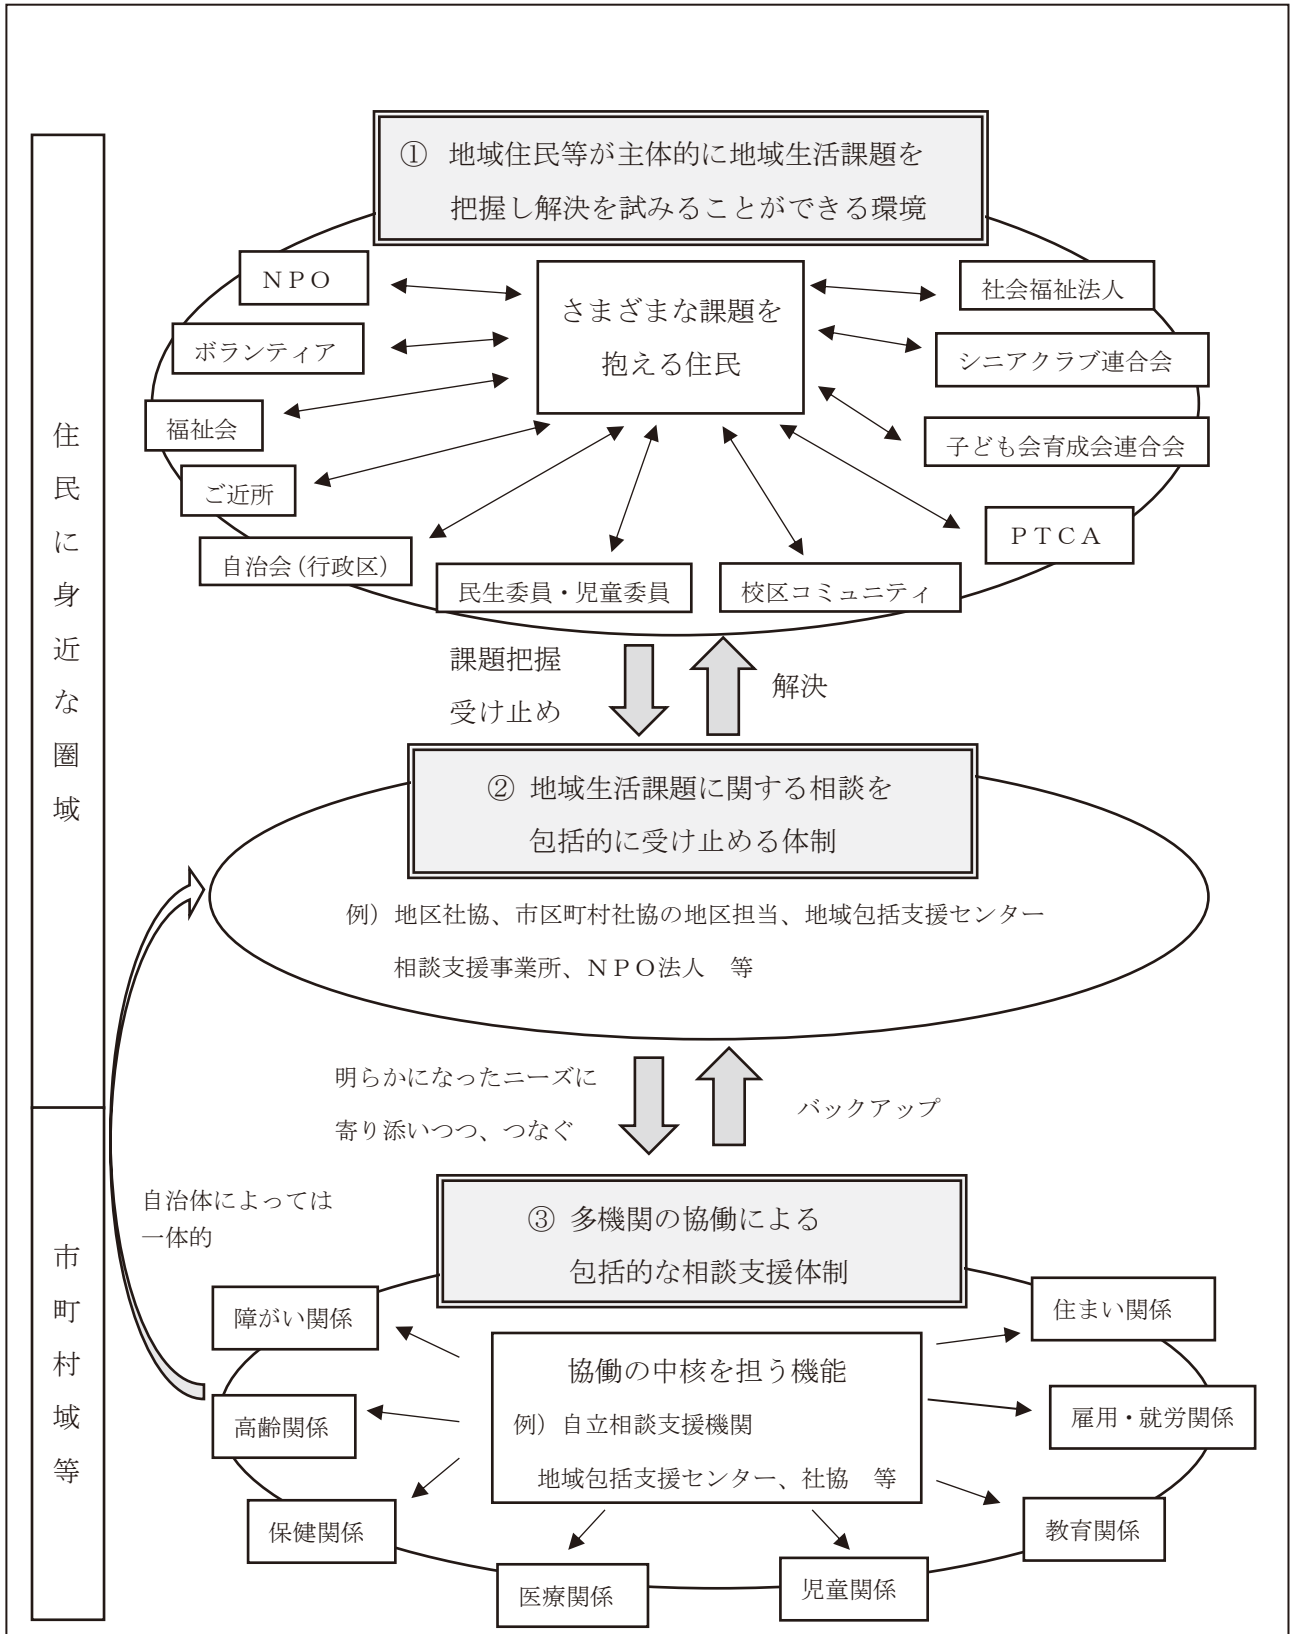 ① 地域住民等が主体的に地域生活課題を
把握し解決を試みることができる環境
NPO
ボランティア
福祉会
ご近所
自治会(行政区)
民生委員・児童委員
校区コミュニティ
さまざまな課題を
抱える住民
社会福祉法人
シニアクラブ連合会
子ども会育成会連合会
PTCA
住民に身近な圏域
課題把握
受け止め
解決
② 地域生活課題に関する相談を
包括的に受け止める体制
例)地区社協、市区町村社協の地区担当、地域包括支援センター
相談支援事業所、NPO法人 等
明らかになったニーズに
寄り添いつつ、つなぐ
バックアップ
自治体によっては
一体的
市町村域等
③ 多機関の協働による
包括的な相談支援体制
協働の中核を担う機能
例)自立相談支援機関
地域包括支援センター、社協 等
障がい関係
高齢関係
保健関係
医療関係
児童関係
教育関係
雇用・就労関係
住まい関係